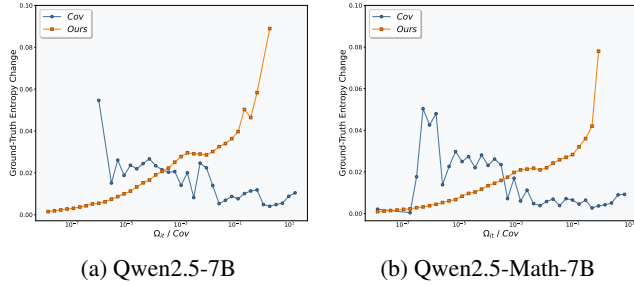 0.10
0.08
0.06
0.04
0.02
0.00
Ground-Truth Entropy Change
Cov
Ours
Ω_it / Cov
(a) Qwen2.5-7B
0.10
0.08
0.06
0.04
0.02
0.00
Ground-Truth Entropy Change
Cov
Ours
Ω_it / Cov
(b) Qwen2.5-Math-7B